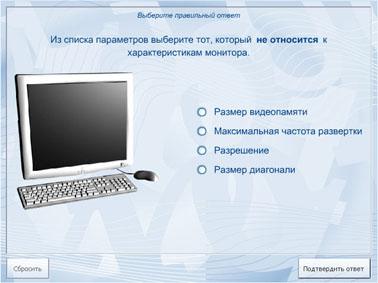 Выберите правильный ответ
Из списка параметров выберите тот, который не относится к
характеристикам монитора.
Размер видеопамяти
Максимальная частота развертки
Разрешение
Размер диагонали
Сбросить
Подтвердить ответ